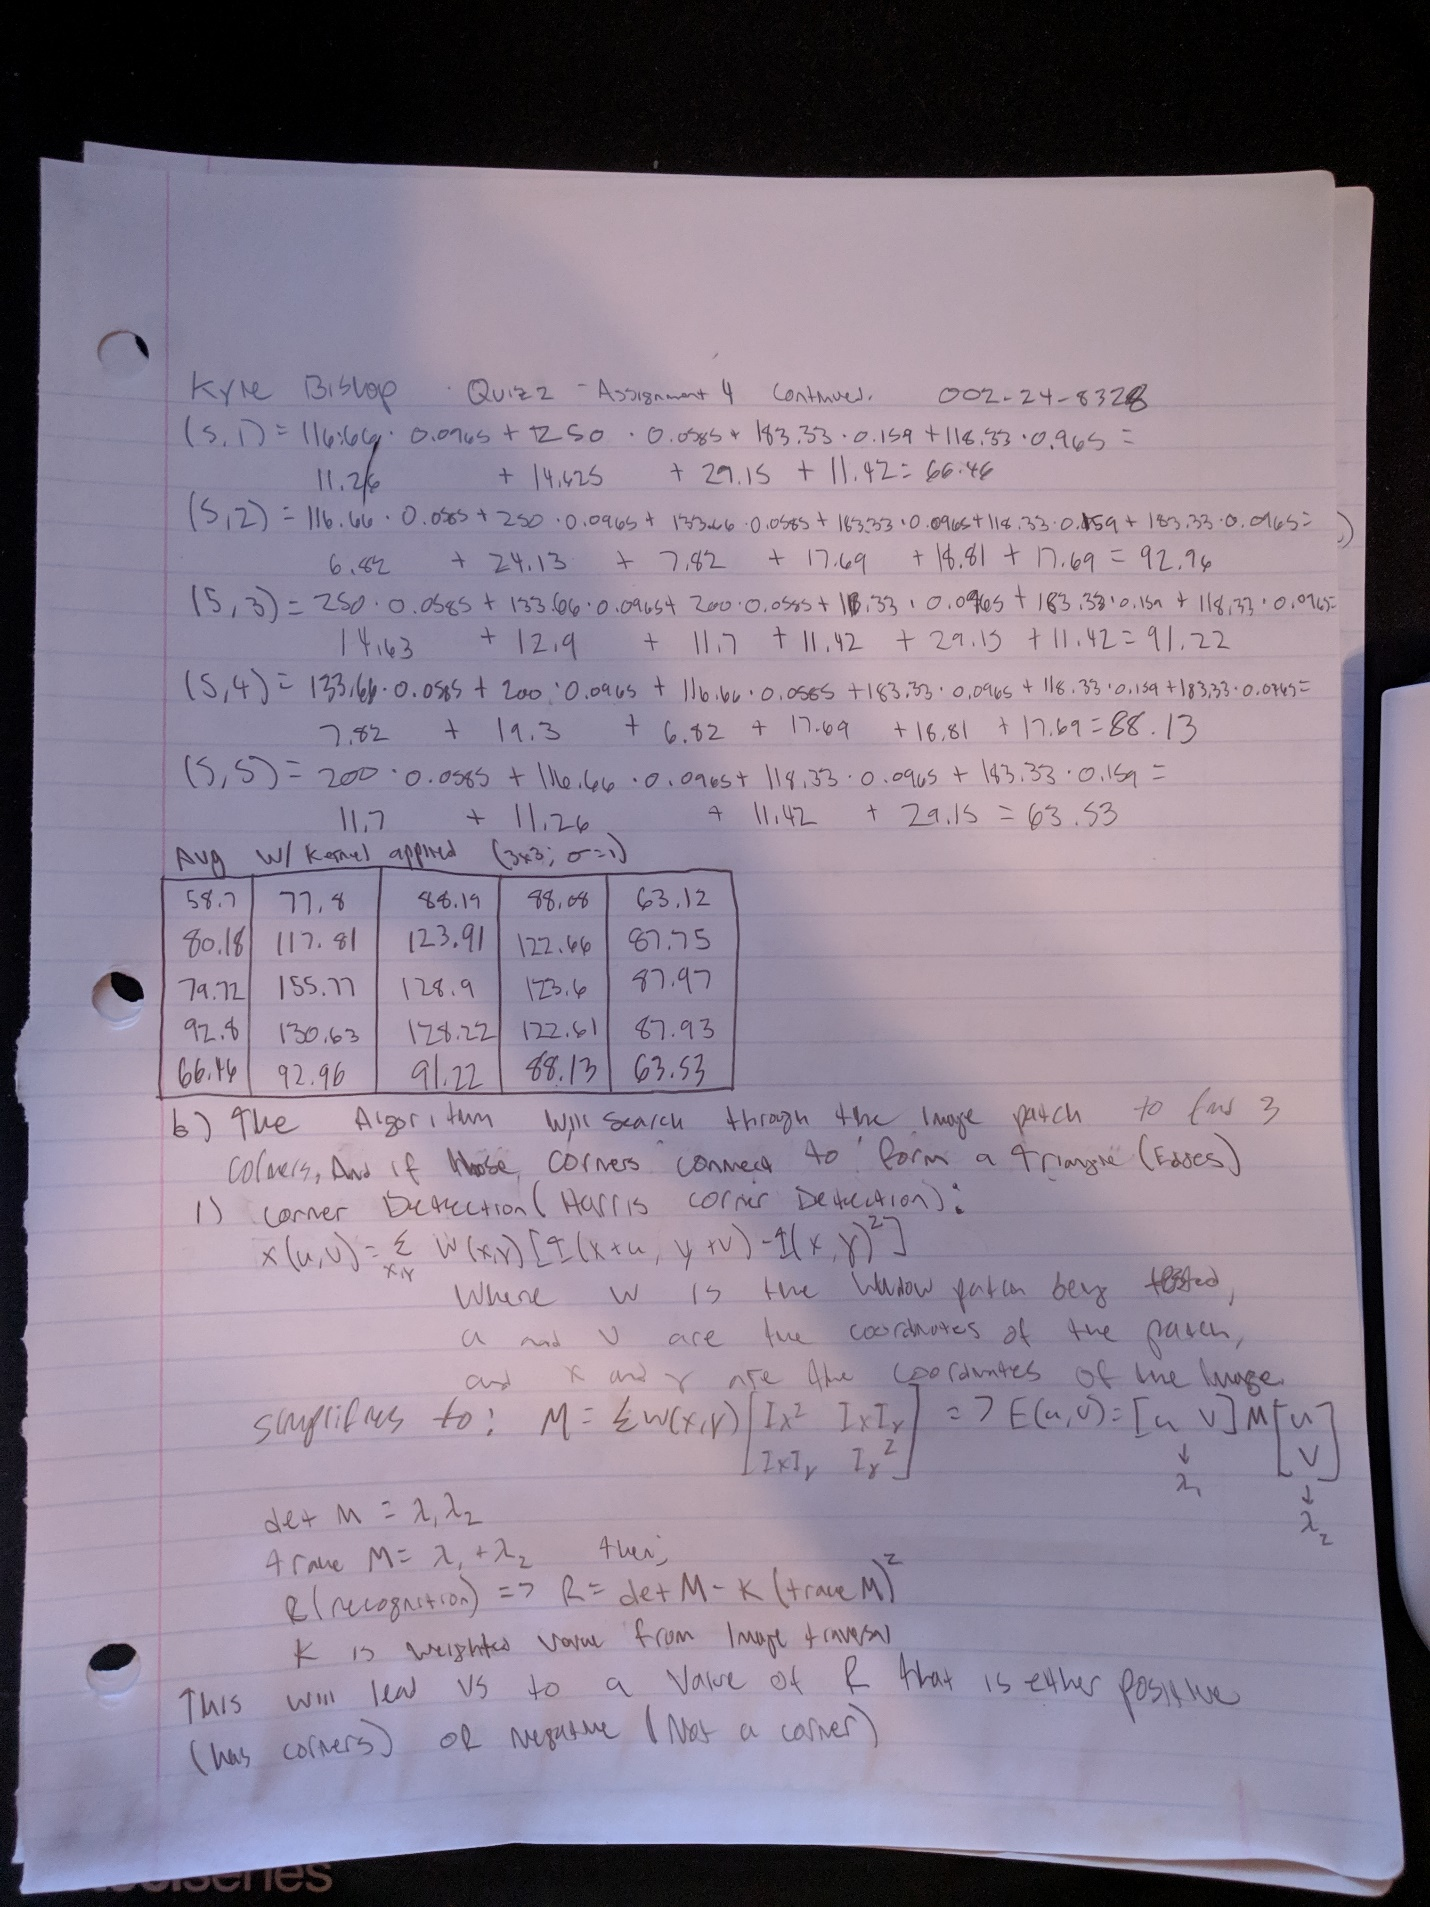 Kyle Bishop Quiz 2 - Assignment 4 Continued. 002-24-8328
(5,1) = 116.66 · 0.0965 + 250 · 0.0585 + 183.33 · 0.159 + 118.33 · 0.965 =
11.26 + 14.625 + 29.15 + 11.42 = 66.46
(5,2) = 116.66 · 0.0585 + 250 · 0.0965 + 133.66 · 0.0585 + 183.33 · 0.0965 + 118.33 · 0.159 + 183.33 · 0.0965 =
6.82 + 24.13 + 7.82 + 17.69 + 18.81 + 17.69 = 92.96
(5,3) = 250 · 0.0585 + 133.66 · 0.0965 + 200 · 0.0585 + 118.33 · 0.0965 + 183.33 · 0.159 + 118.33 · 0.0965 =
14.63 + 12.9 + 11.7 + 11.42 + 29.15 + 11.42 = 91.22
(5,4) = 133.66 · 0.0585 + 200 · 0.0965 + 116.66 · 0.0585 + 183.33 · 0.0965 + 118.33 · 0.159 + 183.33 · 0.0965 =
7.82 + 19.3 + 6.82 + 17.69 + 18.81 + 17.69 = 88.13
(5,5) = 200 · 0.0585 + 116.66 · 0.0965 + 118.33 · 0.0965 + 183.33 · 0.159 =
11.7 + 11.26 + 11.42 + 29.15 = 63.53
Avg w/ Kernel applied (3x3; σ=1)
58.7 77.8 88.19 88.08 63.12
80.18 117.81 123.91 122.66 87.75
79.72 155.77 128.9 123.6 87.97
92.8 130.63 128.22 122.61 87.93
66.46 92.96 91.22 88.13 63.53
b) The Algorithm will search through the image patch to find 3
corners, And if those corners connect to form a triangle (Edges)
1) corner Detection (Harris corner Detection):
x(u,v) = Σ x,y W(x,y) [I(x+u, y+v) - I(x,y)²]
Where w is the window patch being tested,
u and v are the coordinates of the patch,
and x and y are the coordinates of the image.
simplifies to: M = Σ w(x,y) [Ix² IxIy => E(u,v) = [u v] M [u
IxIy Iy²] v]
↓ λ1 ↓ λ2
det M = λ1 λ2
trace M = λ1 + λ2 then;
R(recognition) => R = det M - K (trace M)²
K is weighted value from image traversal
This will lead us to a value of R that is either positive
(has corners) or negative (Not a corner)